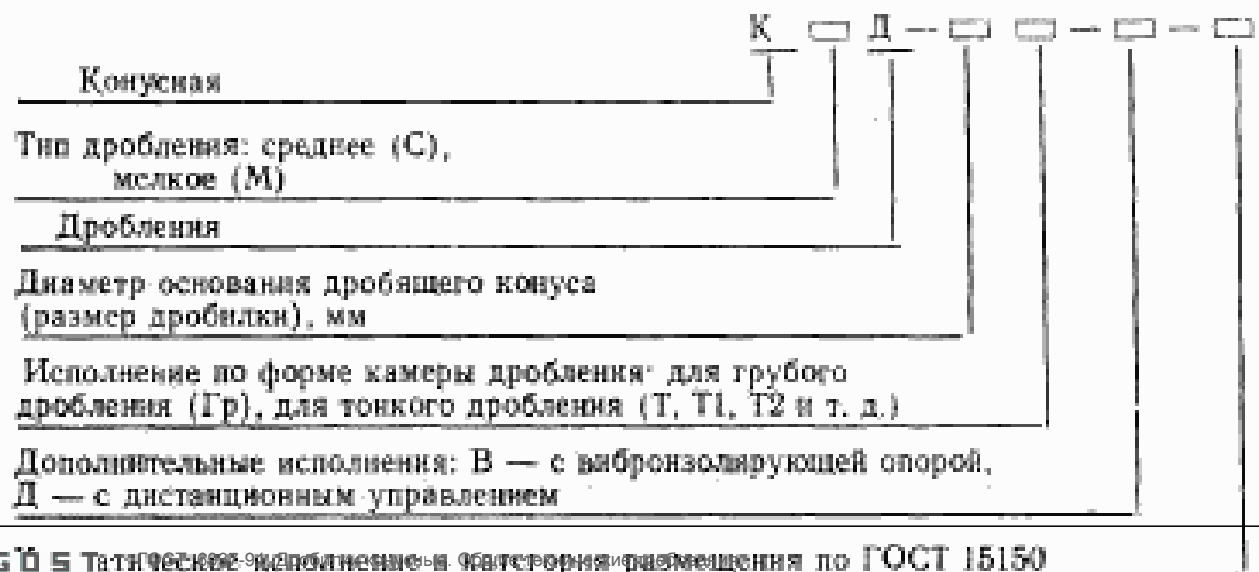 К ▭ Д — ▭ ▭ — ▭ — ▭
Конусная
Тип дробления: среднее (С),
мелкое (М)
Дробления
Диаметр основания дробящего конуса
(размер дробилки), мм
Исполнение по форме камеры дробления: для грубого
дробления (Гр), для тонкого дробления (Т, Т1, Т2 и т. д.)
Дополнительные исполнения: В — с виброизолирующей опорой,
Д — с дистанционным управлением
исполнение и категория размещения по ГОСТ 15150